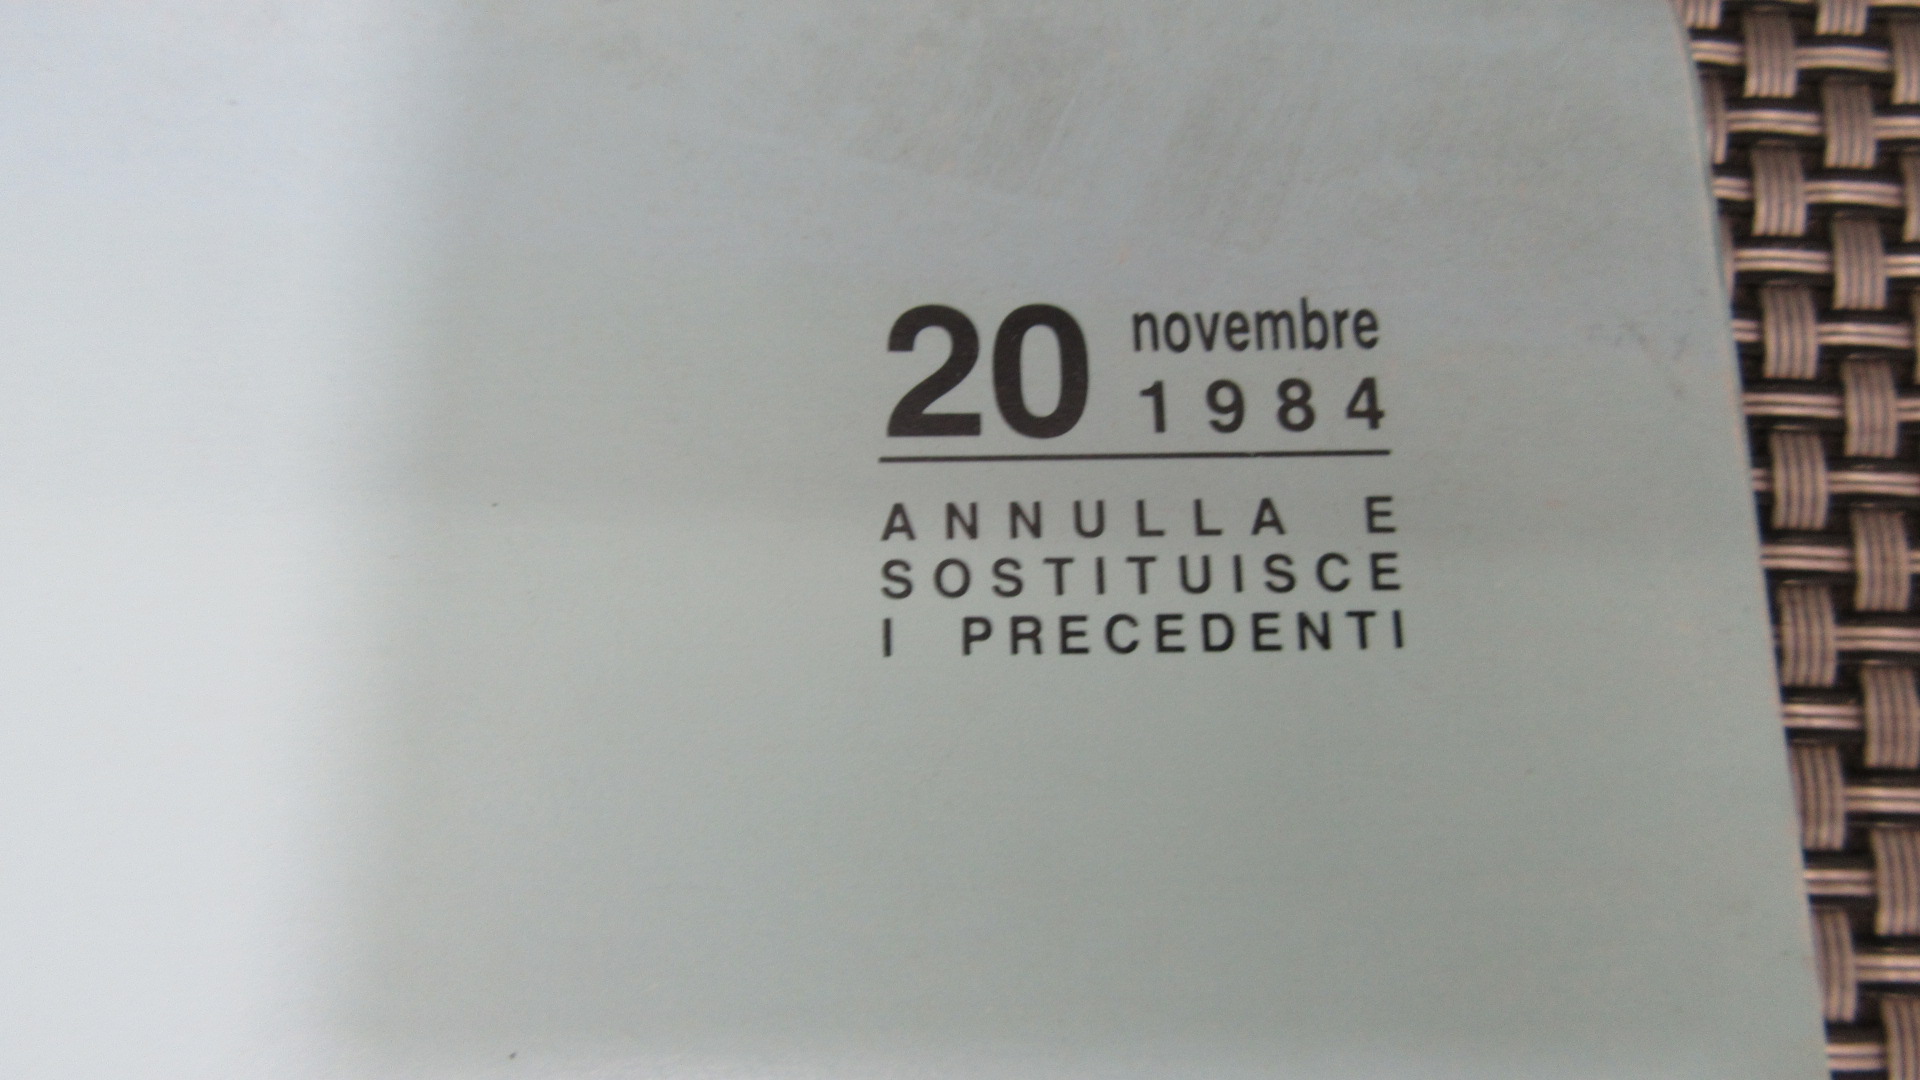 20 novembre
1984
ANNULLA E
SOSTITUISCE
I PRECEDENTI